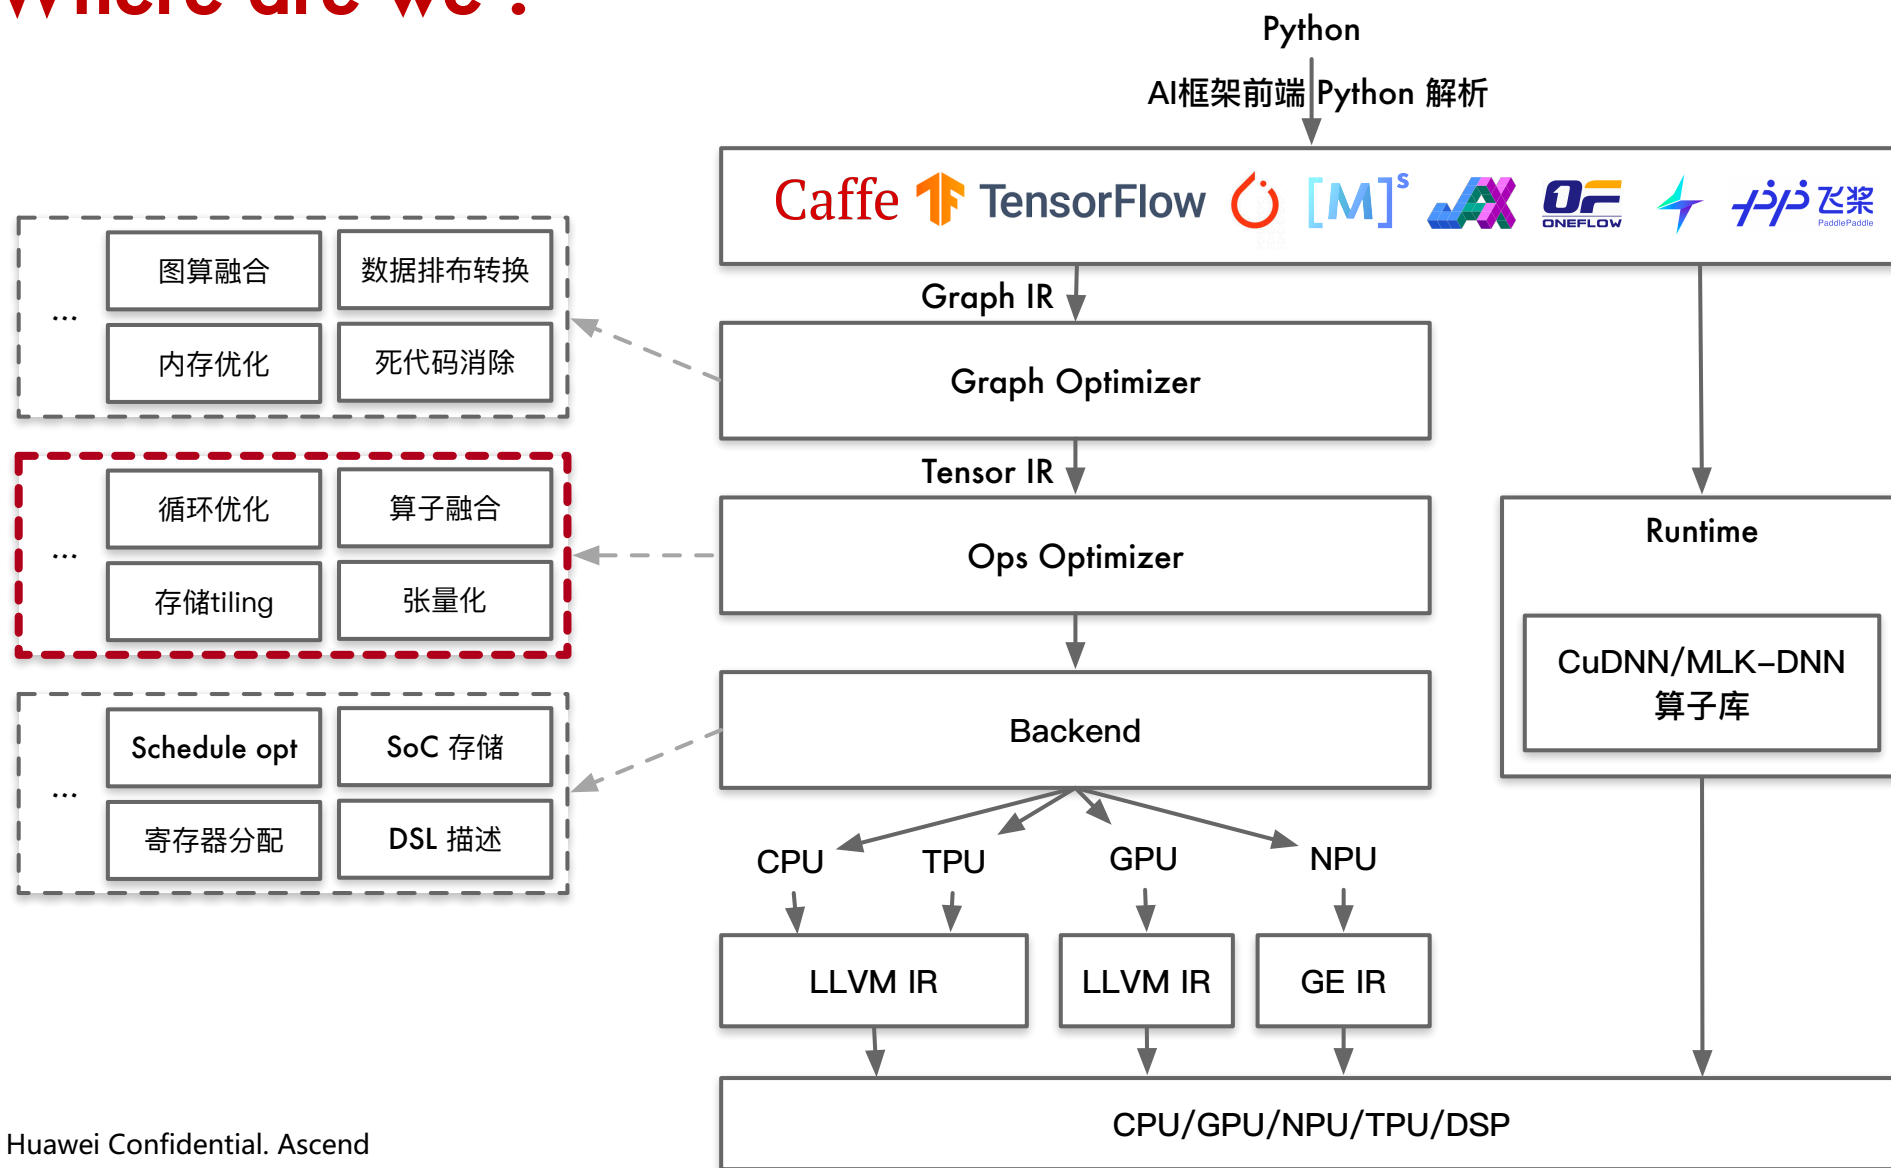 Where are we ?
Python
AI框架前端 Python 解析
Caffe TensorFlow [M]s JAX OF ONEFLOW 飞桨 PaddlePaddle
Graph IR
Graph Optimizer
... 图算融合 数据排布转换
内存优化 死代码消除
Tensor IR
Ops Optimizer
... 循环优化 算子融合
存储tiling 张量化
Runtime
CuDNN/MLK-DNN
算子库
Backend
... Schedule opt SoC 存储
寄存器分配 DSL 描述
CPU TPU GPU NPU
LLVM IR LLVM IR GE IR
CPU/GPU/NPU/TPU/DSP
Huawei Confidential. Ascend